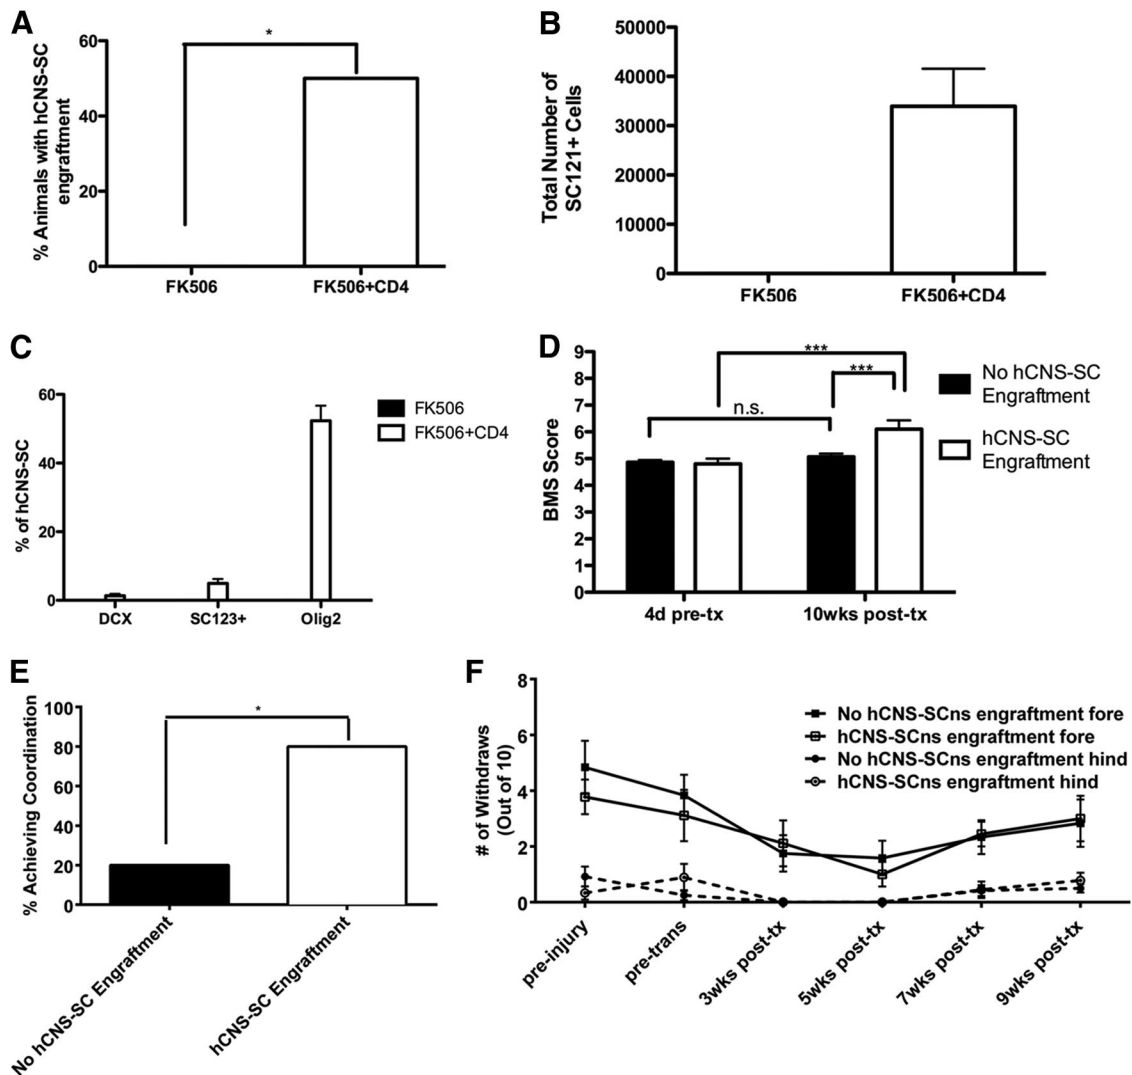 A
% Animals with hCNS-SC
engraftment
60
40
20
0
*
FK506
FK506+CD4
B
Total Number of
SC121+ Cells
50000
40000
30000
20000
10000
0
FK506
FK506+CD4
C
% of hCNS-SC
60
40
20
0
DCX
SC123+
Olig2
FK506
FK506+CD4
D
BMS Score
9
8
7
6
5
4
3
2
1
0
n.s.
***
***
4d pre-tx
10wks post-tx
No hCNS-SC
Engraftment
hCNS-SC
Engraftment
E
% Achieving Coordination
100
80
60
40
20
0
*
No hCNS-SC Engraftment
hCNS-SC Engraftment
F
# of Withdraws
(Out of 10)
8
6
4
2
0
No hCNS-SCns engraftment fore
hCNS-SCns engraftment fore
No hCNS-SCns engraftment hind
hCNS-SCns engraftment hind
pre-injury
pre-trans
3wks post-tx
5wks post-tx
7wks post-tx
9wks post-tx